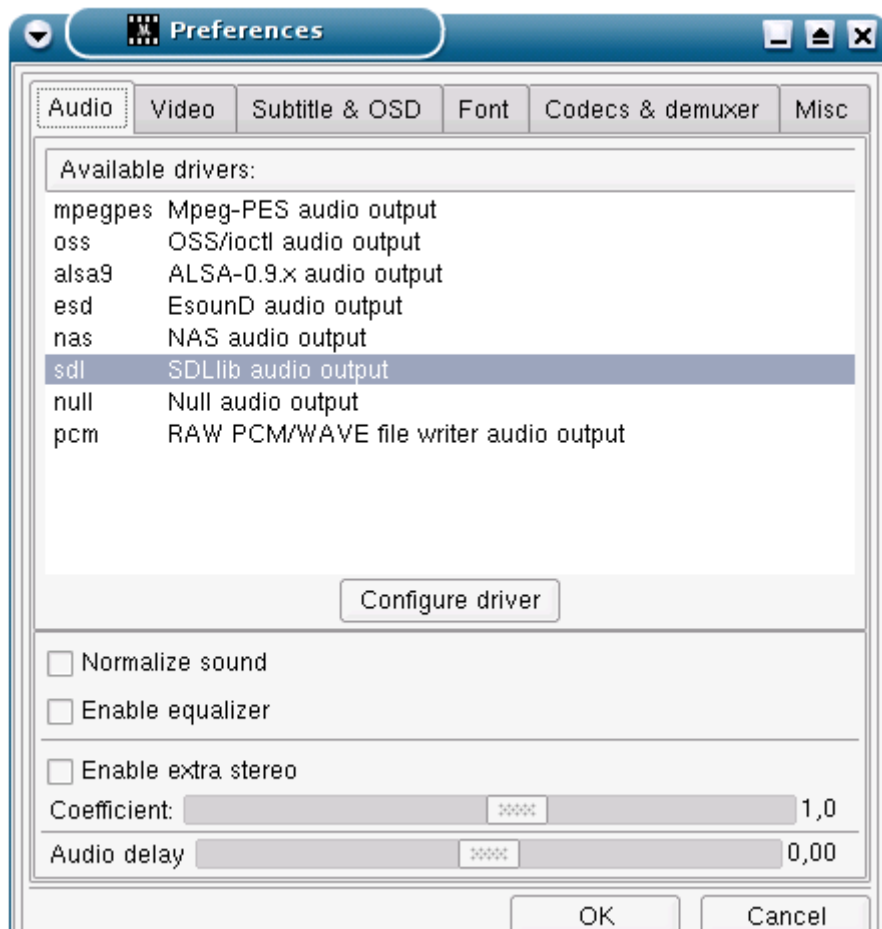 Preferences
Audio Video Subtitle & OSD Font Codecs & demuxer Misc
Available drivers:
mpegpes Mpeg-PES audio output
oss OSS/ioctl audio output
alsa9 ALSA-0.9.x audio output
esd EsounD audio output
nas NAS audio output
sdl SDLlib audio output
null Null audio output
pcm RAW PCM/WAVE file writer audio output
Configure driver
Normalize sound
Enable equalizer
Enable extra stereo
Coefficient: 1,0
Audio delay 0,00
OK Cancel